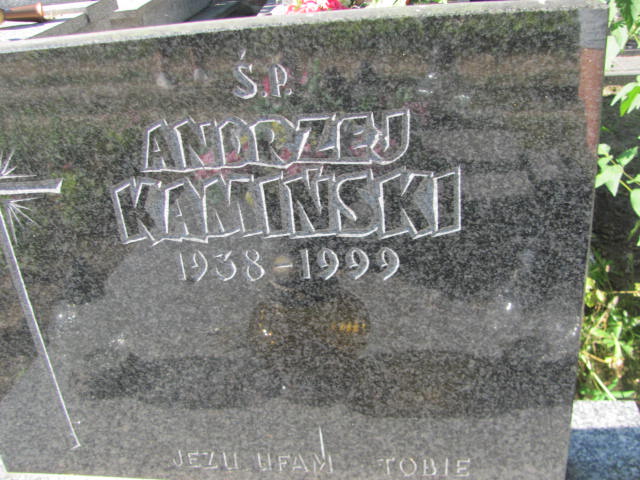 Ś.P.
ANDRZEJ
KAMIŃSKI
1938-1999
JEZU UFAM TOBIE